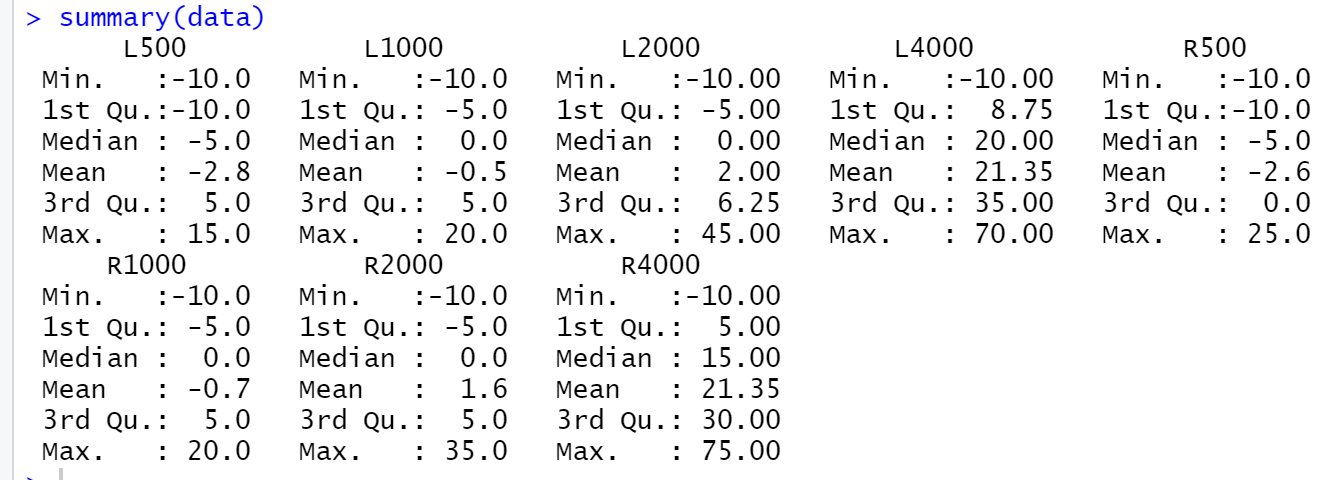 > summary(data)
      L500            L1000            L2000            L4000            R500
 Min.   :-10.0   Min.   :-10.0   Min.   :-10.00   Min.   :-10.00   Min.   :-10.0
 1st Qu.:-10.0   1st Qu.: -5.0   1st Qu.: -5.00   1st Qu.:  8.75   1st Qu.:-10.0
 Median : -5.0   Median :  0.0   Median :  0.00   Median : 20.00   Median : -5.0
 Mean   : -2.8   Mean   : -0.5   Mean   :  2.00   Mean   : 21.35   Mean   : -2.6
 3rd Qu.:  5.0   3rd Qu.:  5.0   3rd Qu.:  6.25   3rd Qu.: 35.00   3rd Qu.:  0.0
 Max.   : 15.0   Max.   : 20.0   Max.   : 45.00   Max.   : 70.00   Max.   : 25.0
     R1000           R2000           R4000
 Min.   :-10.0   Min.   :-10.0   Min.   :-10.00
 1st Qu.: -5.0   1st Qu.: -5.0   1st Qu.:  5.00
 Median :  0.0   Median :  0.0   Median : 15.00
 Mean   : -0.7   Mean   :  1.6   Mean   : 21.35
 3rd Qu.:  5.0   3rd Qu.:  5.0   3rd Qu.: 30.00
 Max.   : 20.0   Max.   : 35.0   Max.   : 75.00
>